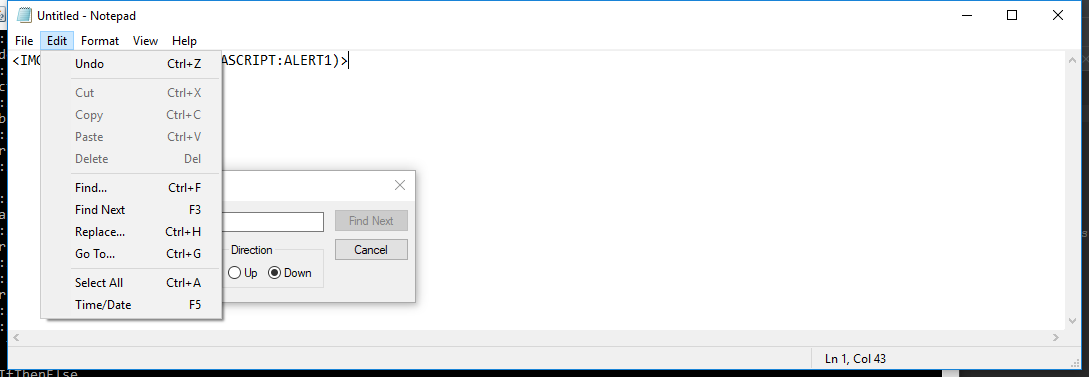 Untitled - Notepad
File Edit Format View Help
<IMG ASCRIPT:ALERT1)>
Undo Ctrl+Z
Cut Ctrl+X
Copy Ctrl+C
Paste Ctrl+V
Delete Del
Find... Ctrl+F
Find Next F3
Replace... Ctrl+H
Go To... Ctrl+G
Select All Ctrl+A
Time/Date F5
Find Next
Cancel
Direction
Up Down
Ln 1, Col 43
IfThenElse